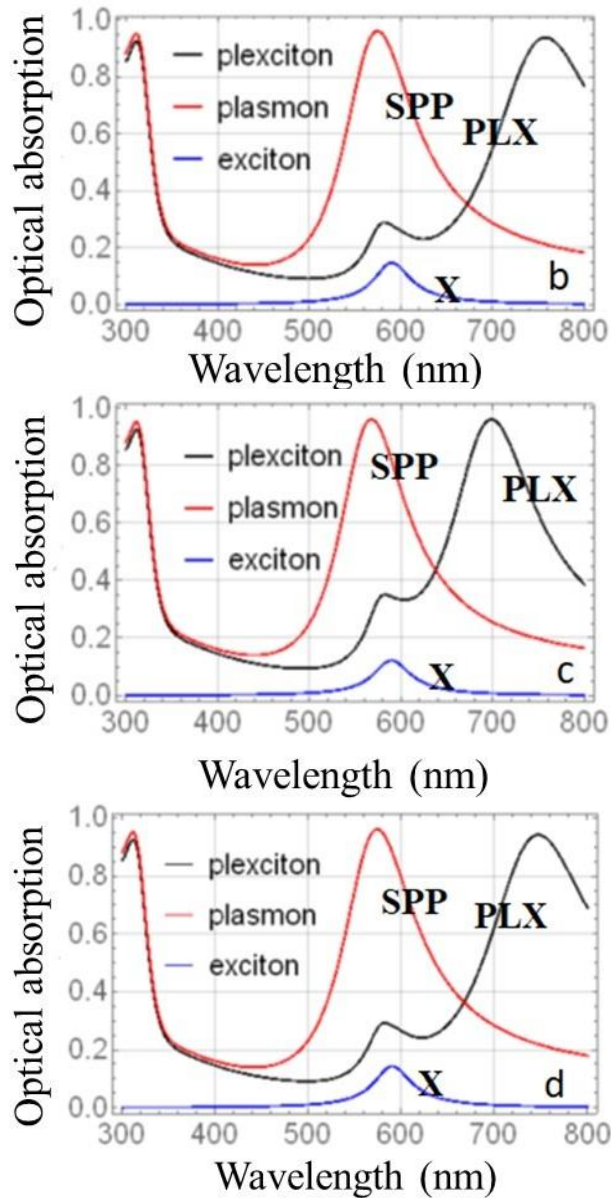 Optical absorption
1.0
0.8
0.6
0.4
0.2
0.0
plexciton
plasmon
exciton
SPP
PLX
X
b
300 400 500 600 700 800
Wavelength (nm)
Optical absorption
1.0
0.8
0.6
0.4
0.2
0.0
plexciton
plasmon
exciton
SPP
PLX
X
c
300 400 500 600 700 800
Wavelength (nm)
Optical absorption
1.0
0.8
0.6
0.4
0.2
0.0
plexciton
plasmon
exciton
SPP
PLX
X
d
300 400 500 600 700 800
Wavelength (nm)